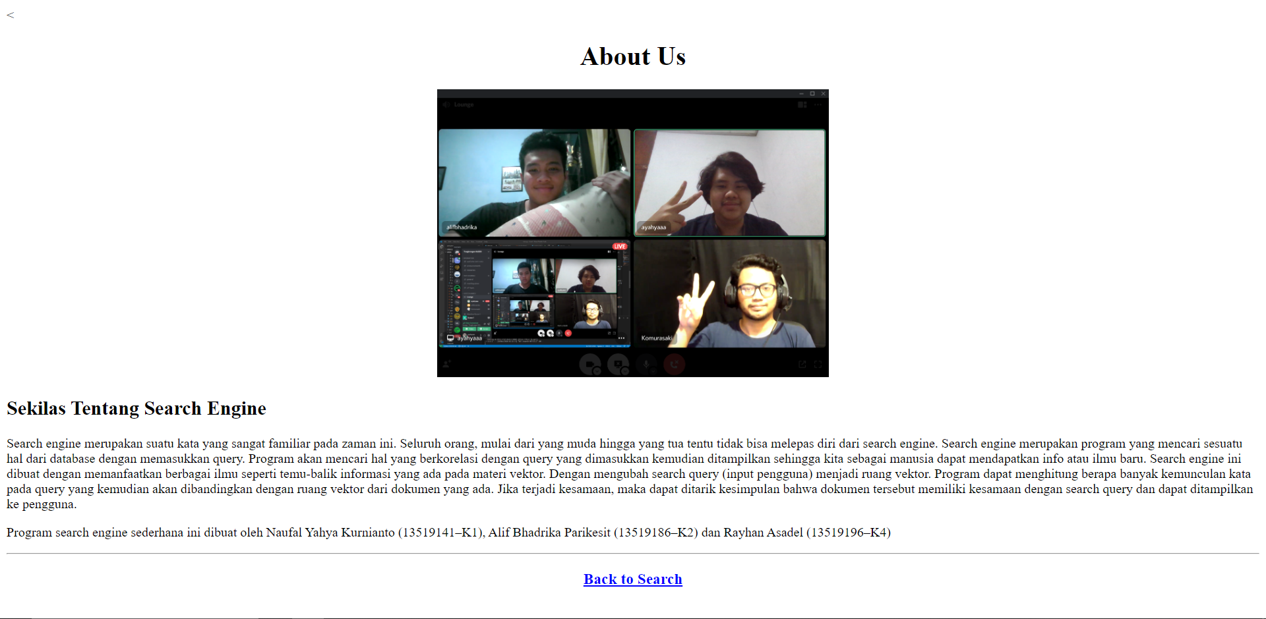 <
About Us
Lounge
alifbhadrika
ayahyaaa
LIVE
ayahyaaa
Komurasaki
Sekilas Tentang Search Engine
Search engine merupakan suatu kata yang sangat familiar pada zaman ini. Seluruh orang, mulai dari yang muda hingga yang tua tentu tidak bisa melepas diri dari search engine. Search engine merupakan program yang mencari sesuatu
hal dari database dengan memasukkan query. Program akan mencari hal yang berkorelasi dengan query yang dimasukkan kemudian ditampilkan sehingga kita sebagai manusia dapat mendapatkan info atau ilmu baru. Search engine ini
dibuat dengan memanfaatkan berbagai ilmu seperti temu-balik informasi yang ada pada materi vektor. Dengan mengubah search query (input pengguna) menjadi ruang vektor. Program dapat menghitung berapa banyak kemunculan kata
pada query yang kemudian akan dibandingkan dengan ruang vektor dari dokumen yang ada. Jika terjadi kesamaan, maka dapat ditarik kesimpulan bahwa dokumen tersebut memiliki kesamaan dengan search query dan dapat ditampilkan
ke pengguna.
Program search engine sederhana ini dibuat oleh Naufal Yahya Kurnianto (13519141–K1), Alif Bhadrika Parikesit (13519186–K2) dan Rayhan Asadel (13519196–K4)
Back to Search